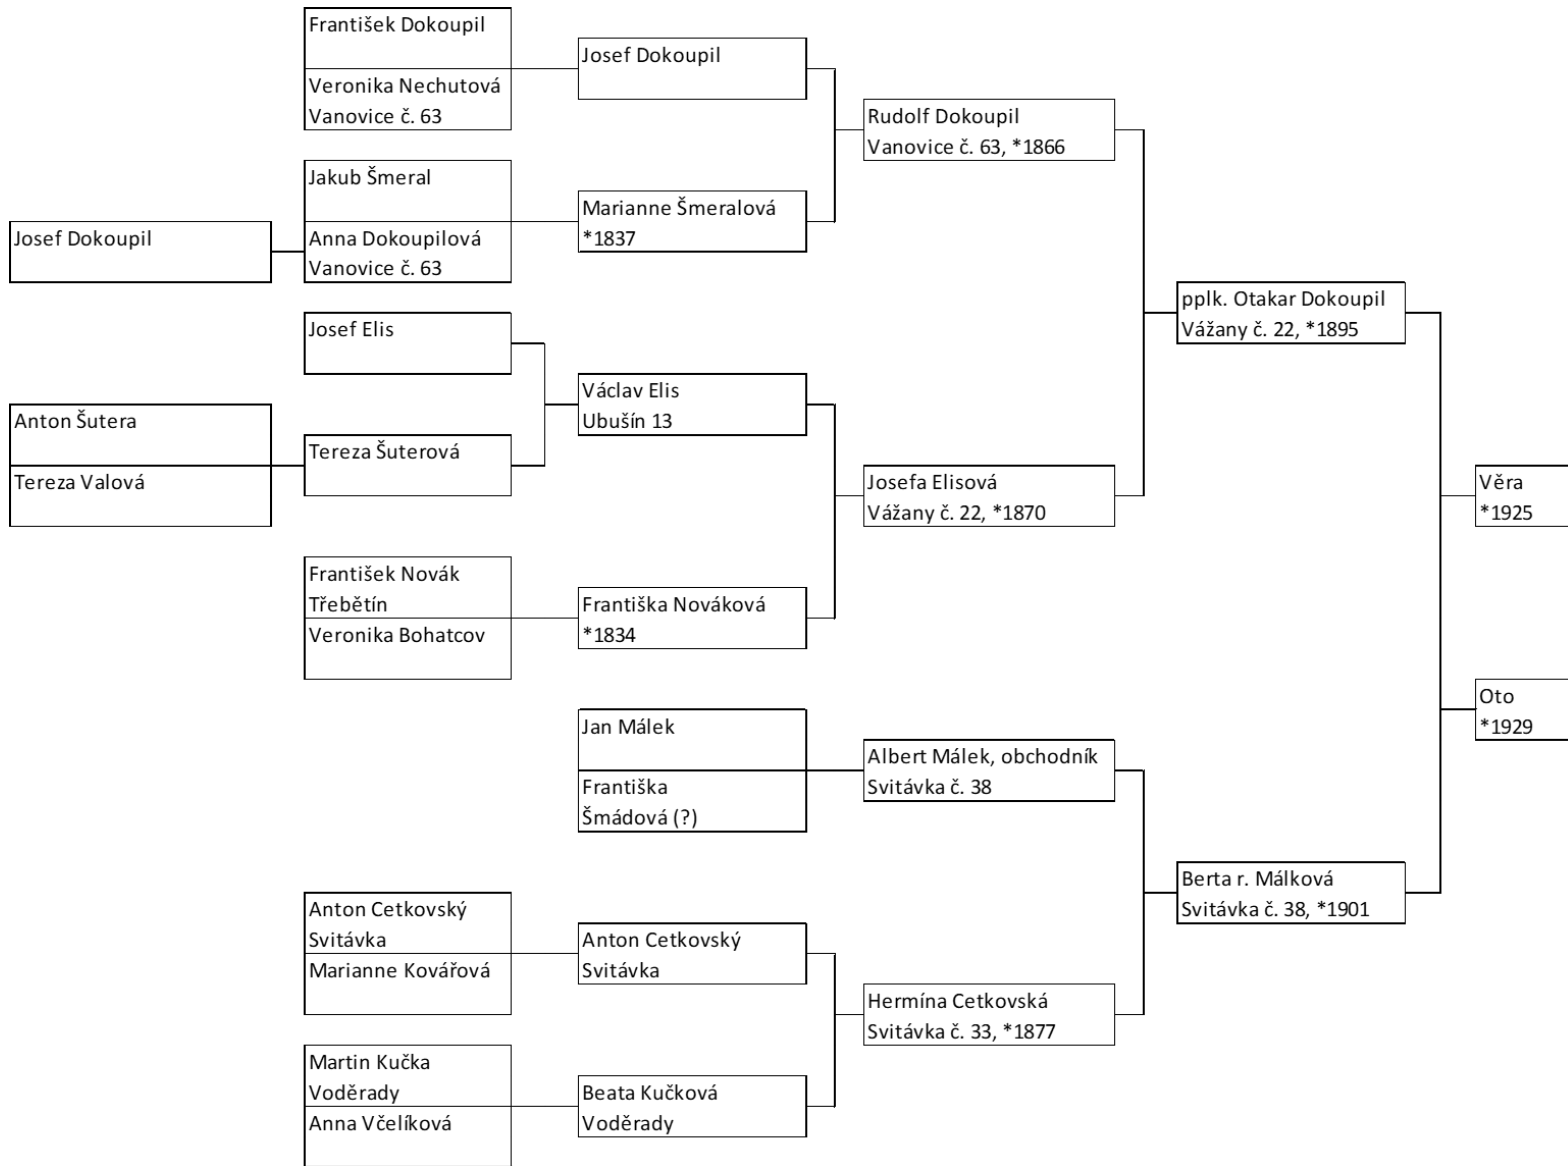 František Dokoupil
Veronika Nechutová
Vanovice č. 63
Josef Dokoupil
Rudolf Dokoupil
Vanovice č. 63, *1866
Jakub Šmeral
Anna Dokoupilová
Vanovice č. 63
Marianne Šmeralová
*1837
Josef Dokoupil
pplk. Otakar Dokoupil
Vážany č. 22, *1895
Josef Elis
Václav Elis
Ubušín 13
Anton Šutera
Tereza Valová
Tereza Šuterová
Josefa Elisová
Vážany č. 22, *1870
Věra
*1925
František Novák
Třebětín
Veronika Bohatcov
Františka Nováková
*1834
Oto
*1929
Jan Málek
Františka
Šmádová (?)
Albert Málek, obchodník
Svitávka č. 38
Berta r. Málková
Svitávka č. 38, *1901
Anton Cetkovský
Svitávka
Marianne Kovářová
Anton Cetkovský
Svitávka
Hermína Cetkovská
Svitávka č. 33, *1877
Martin Kučka
Voděrady
Anna Včelíková
Beata Kučková
Voděrady